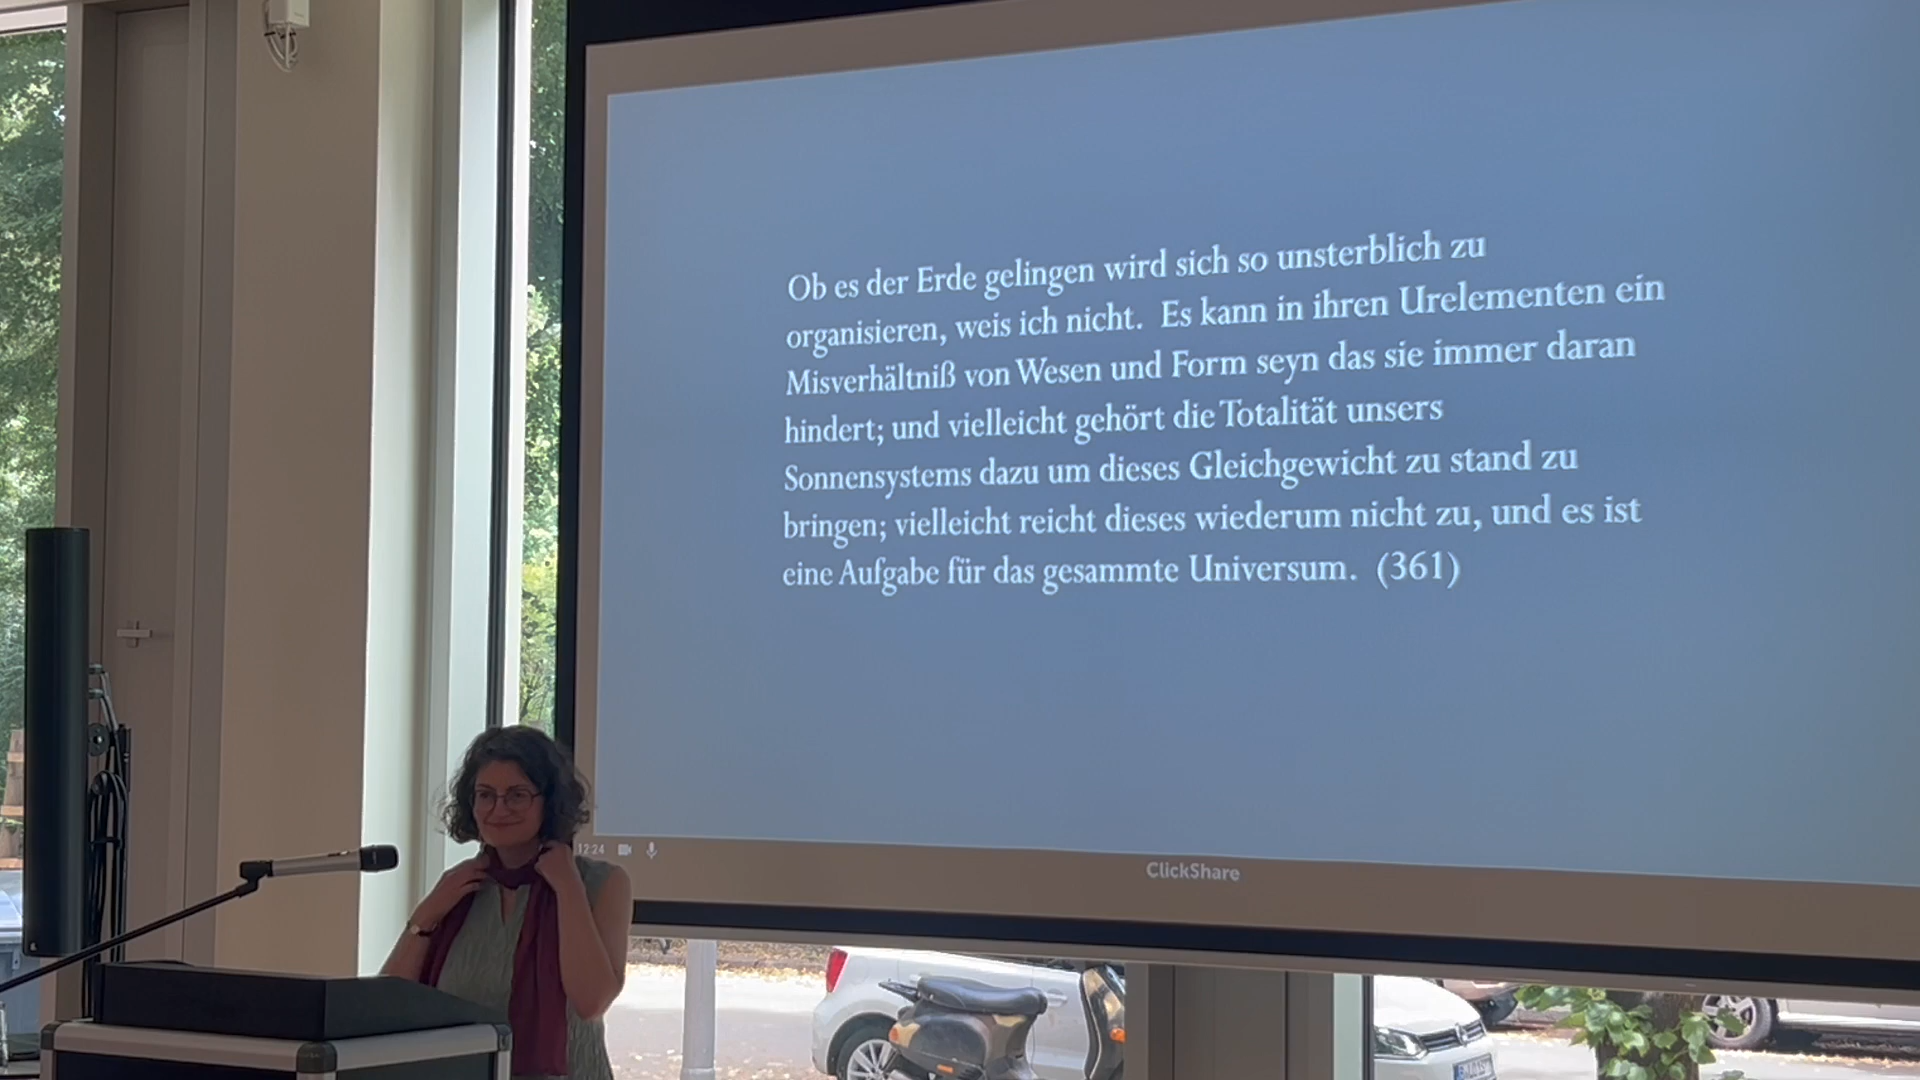 Ob es der Erde gelingen wird sich so unsterblich zu
organisieren, weis ich nicht. Es kann in ihren Urelementen ein
Misverhältniß von Wesen und Form seyn das sie immer daran
hindert; und vielleicht gehört die Totalität unsers
Sonnensystems dazu um dieses Gleichgewicht zu stand zu
bringen; vielleicht reicht dieses wiederum nicht zu, und es ist
eine Aufgabe für das gesammte Universum. (361)
12:24
ClickShare